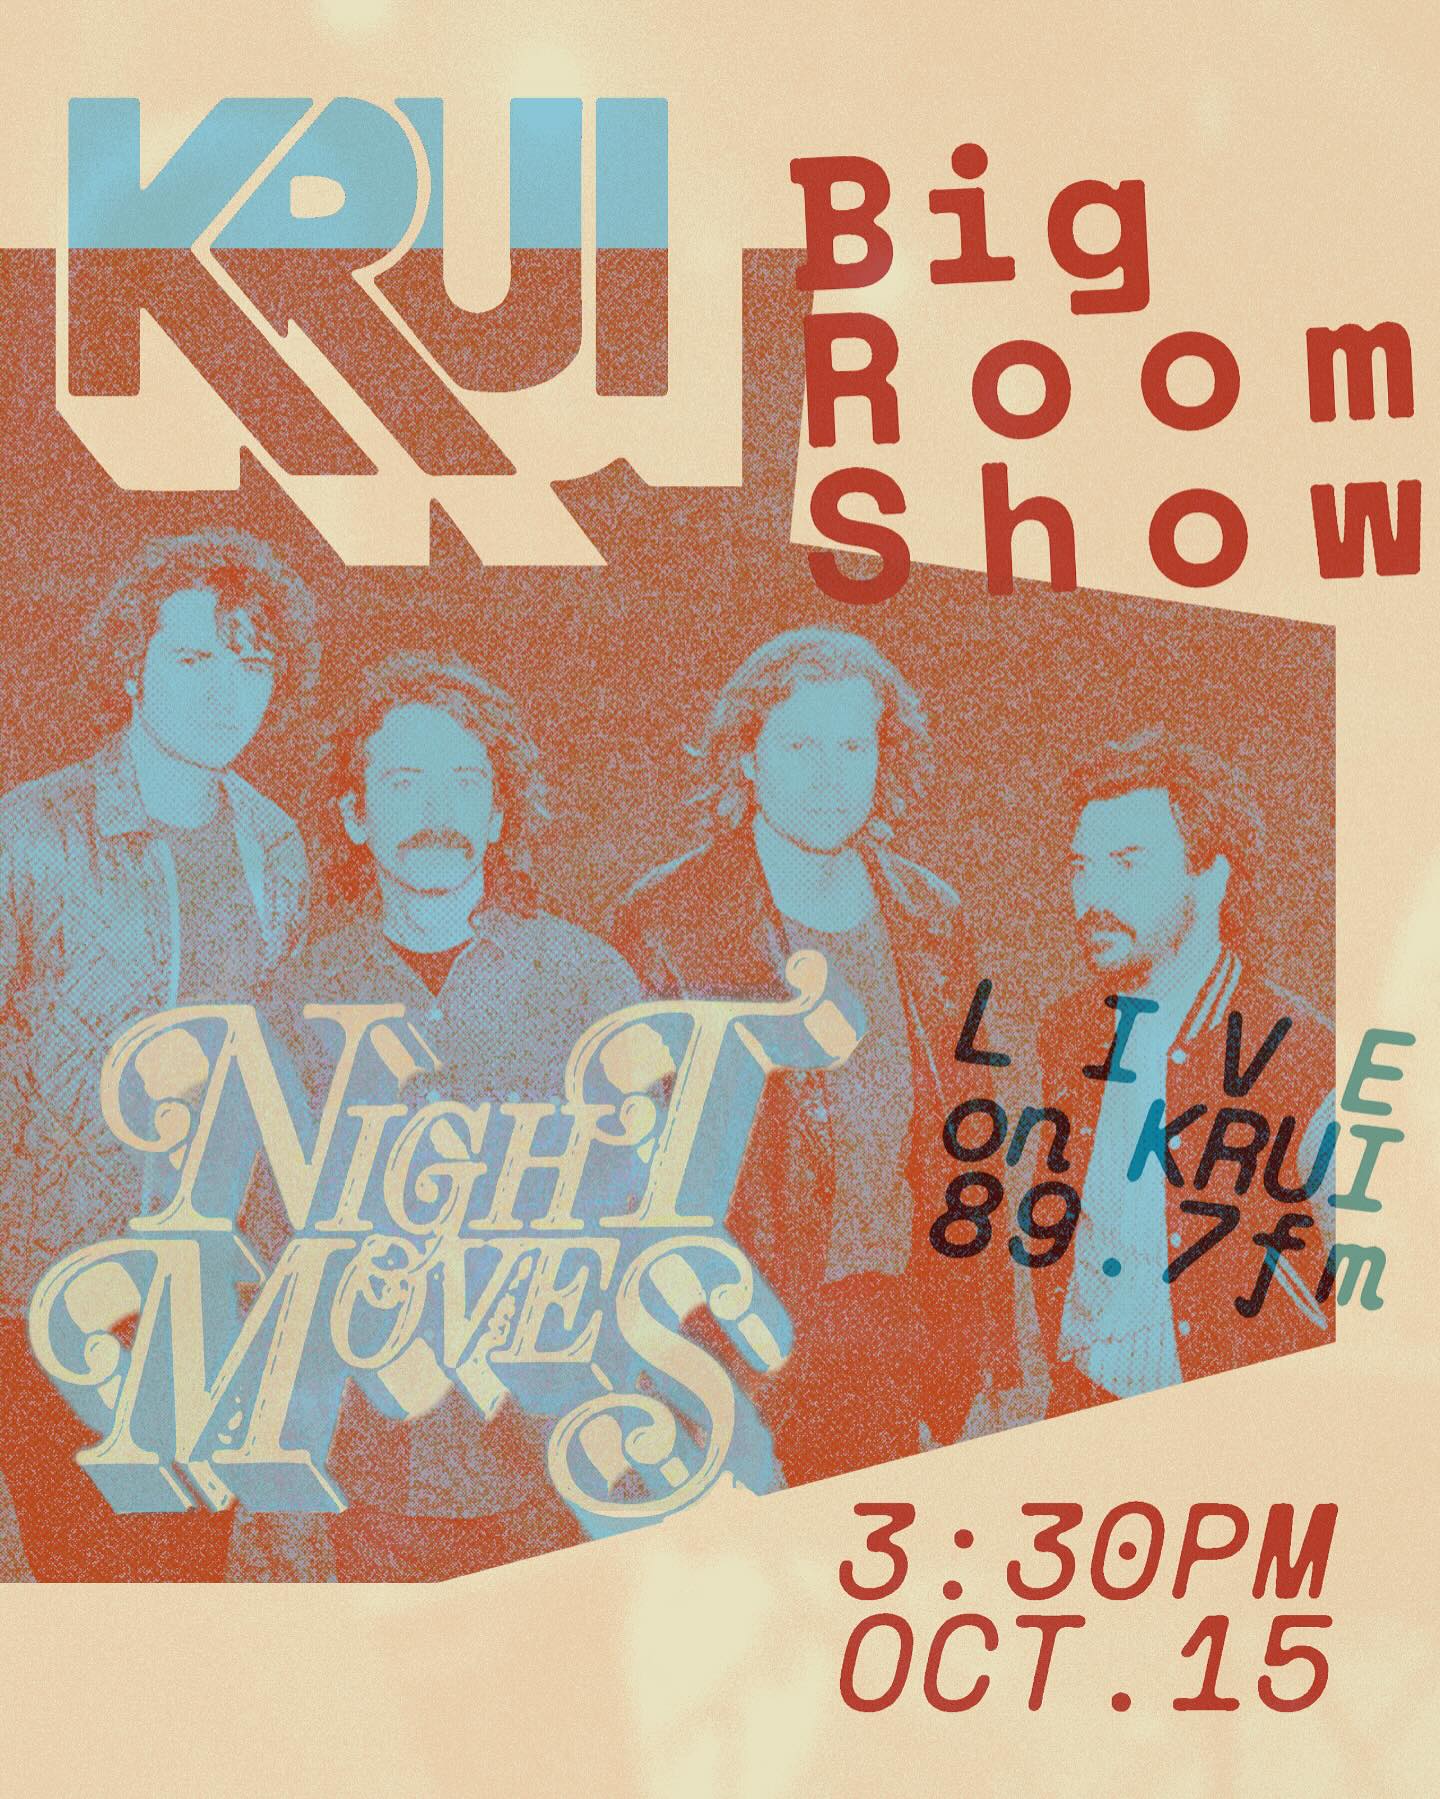 KRUI
Big
Room
Show
NIGHT
MOVES
LIVE
on KRUI
89.7fm
3:30PM
OCT.15